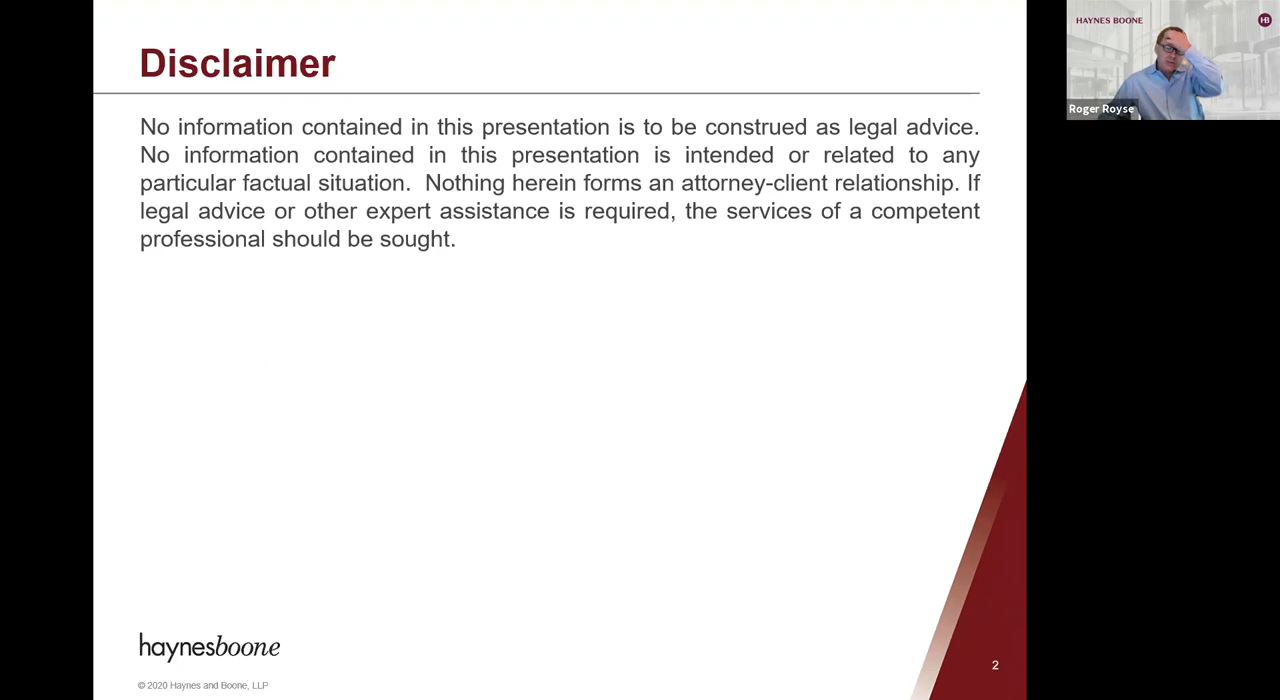 Disclaimer
No information contained in this presentation is to be construed as legal advice.
No information contained in this presentation is intended or related to any
particular factual situation.  Nothing herein forms an attorney-client relationship. If
legal advice or other expert assistance is required, the services of a competent
professional should be sought.
haynesboone
© 2020 Haynes and Boone, LLP
2
HAYNES BOONE
HB
Roger Royse